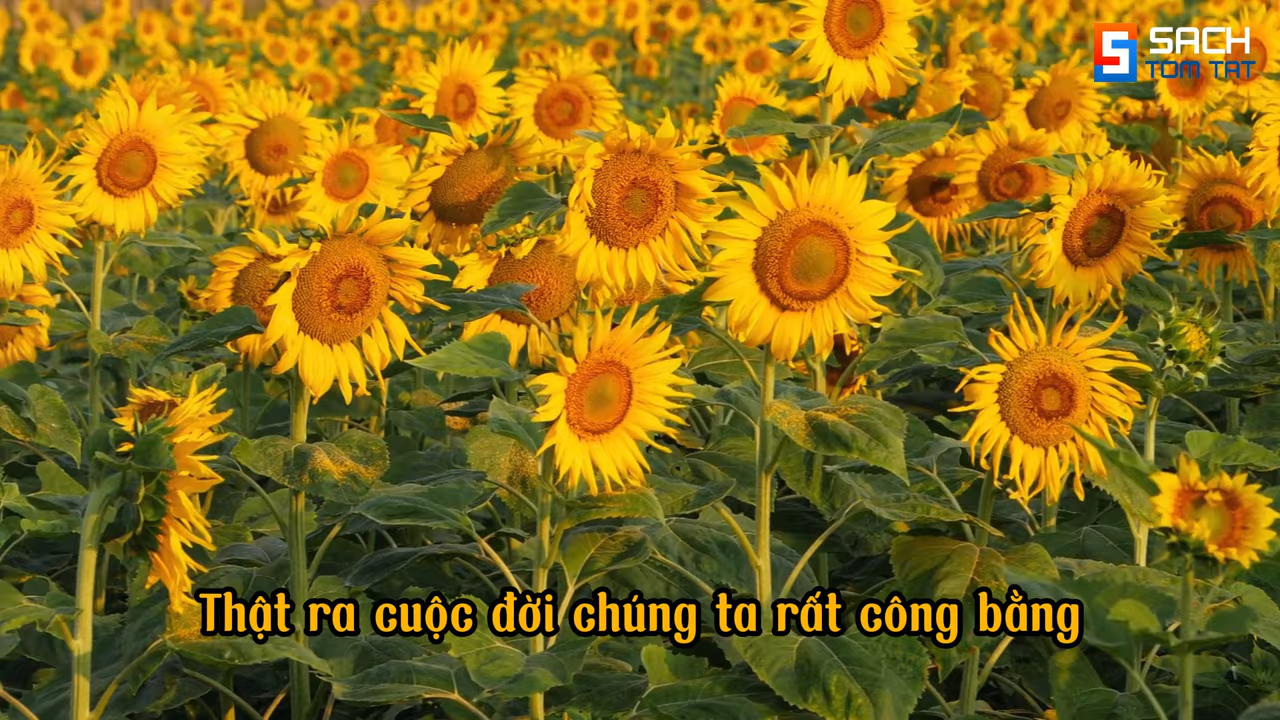 SACH
TOM TAT
Thật ra cuộc đời chúng ta rất công bằng